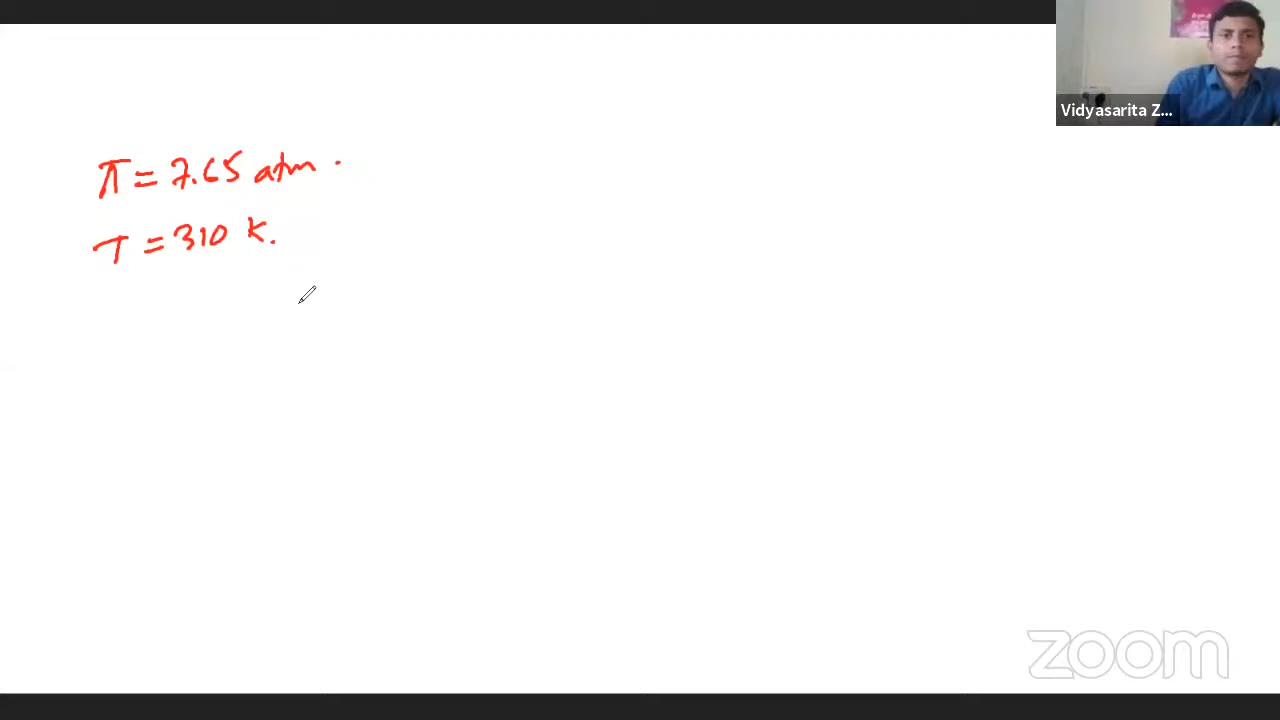 π = 7.65 atm.
T = 310 K.
Vidyasarita Z...
zoom